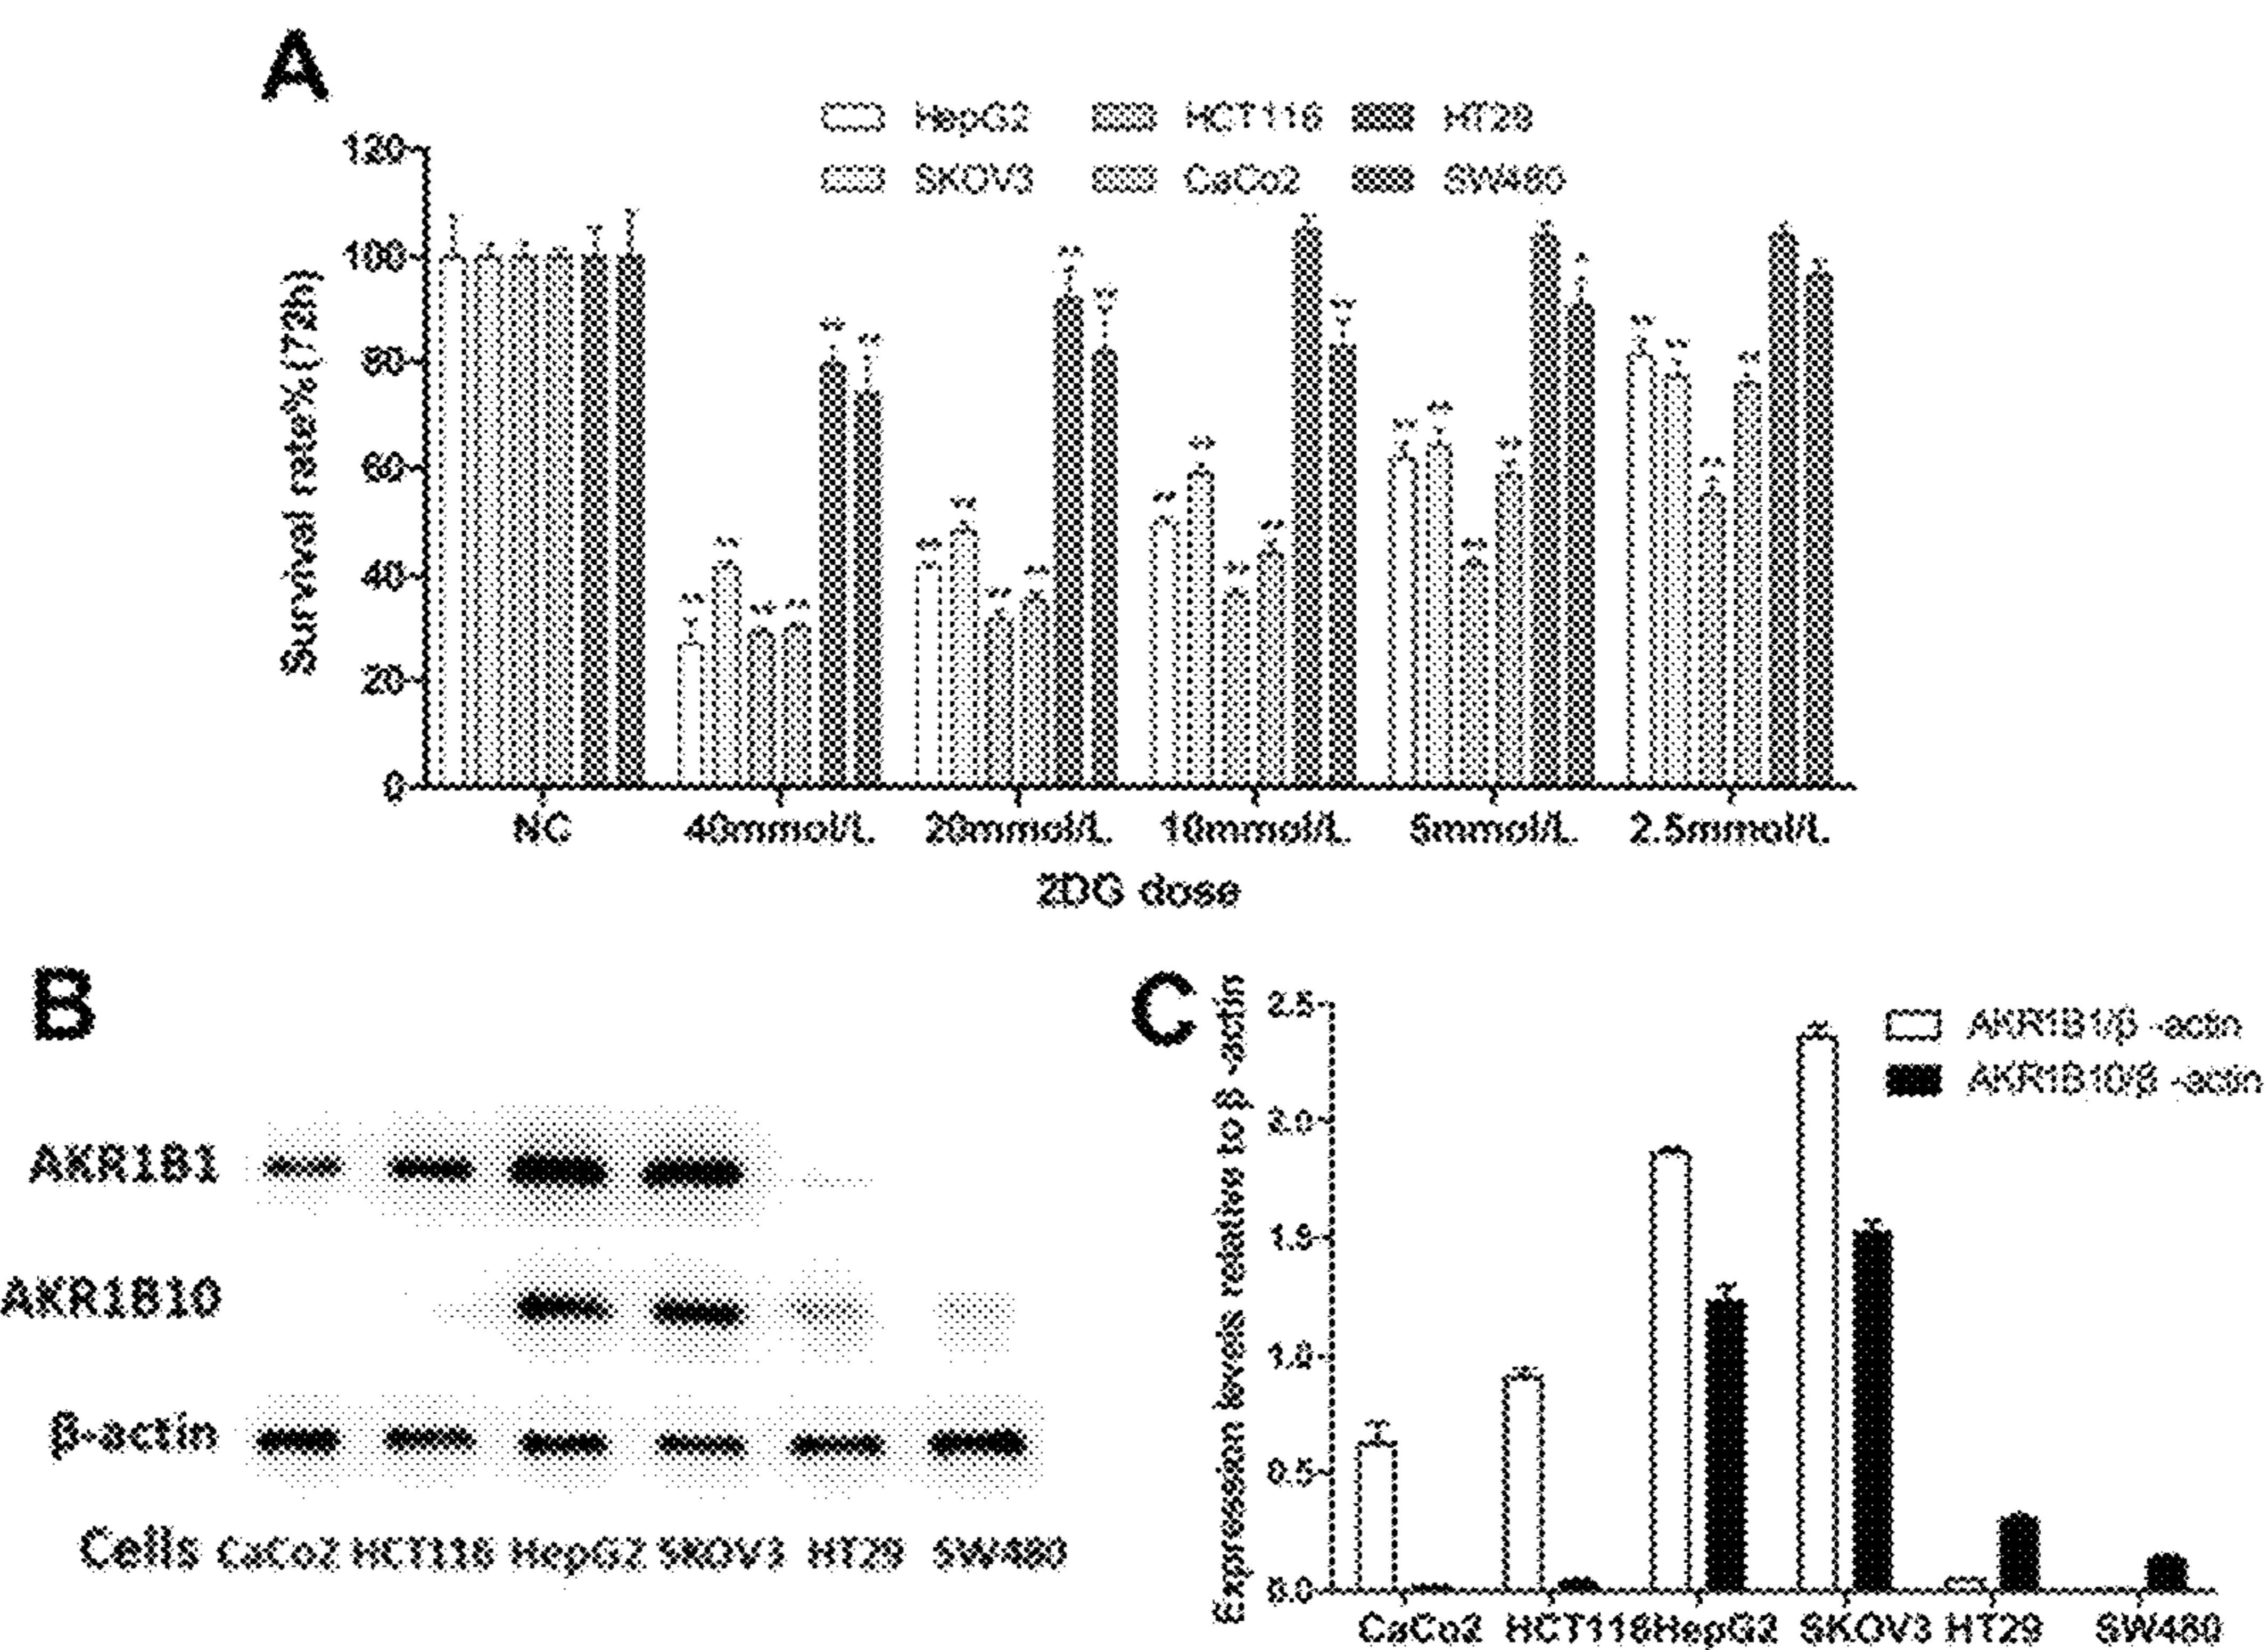 A
HepG2 HCT116 HT29
SKOV3 CaCo2 SW480
Survival rate%(72h)
120
100
80
60
40
20
0
NC 40mmol/L 20mmol/L 10mmol/L 5mmol/L 2.5mmol/L
2DG dose
B
AKR1B1
AKR1B10
β-actin
Cells CaCo2 HCT116 HepG2 SKOV3 HT29 SW480
C
Expression levels relative to β -actin
2.5
2.0
1.5
1.0
0.5
0.0
AKR1B1/β -actin
AKR1B10/β -actin
CaCo2 HCT116 HepG2 SKOV3 HT29 SW480